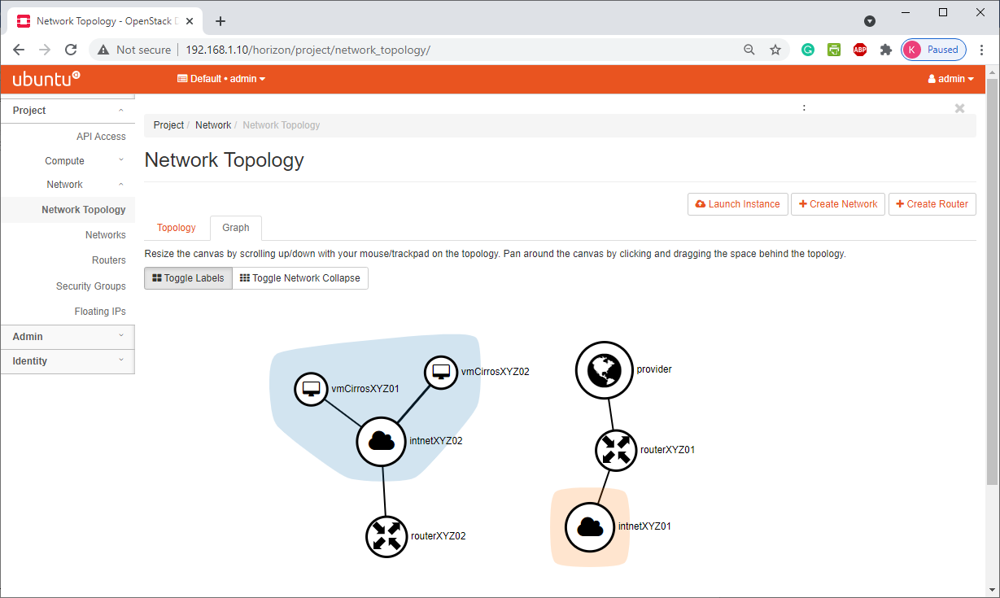 Network Topology - OpenStack D
Not secure
192.168.1.10/horizon/project/network_topology/
ABP
K Paused
ubuntu
Default • admin
admin
Project
API Access
Compute
Network
Network Topology
Networks
Routers
Security Groups
Floating IPs
Admin
Identity
:
Project / Network / Network Topology
Network Topology
Launch Instance
Create Network
Create Router
Topology
Graph
Resize the canvas by scrolling up/down with your mouse/trackpad on the topology. Pan around the canvas by clicking and dragging the space behind the topology.
Toggle Labels
Toggle Network Collapse
vmCirrosXYZ02
vmCirrosXYZ01
intnetXYZ02
routerXYZ02
provider
routerXYZ01
intnetXYZ01